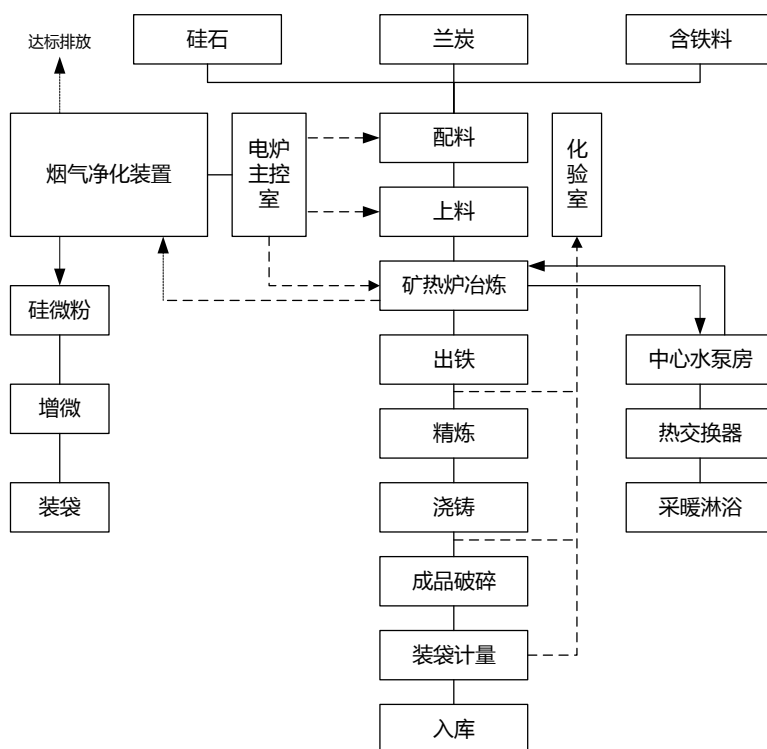 达标排放
硅石
兰炭
含铁料
烟气净化装置
电炉
主控
室
配料
化
验
室
上料
矿热炉冶炼
硅微粉
出铁
中心水泵房
增微
精炼
热交换器
装袋
浇铸
采暖淋浴
成品破碎
装袋计量
入库